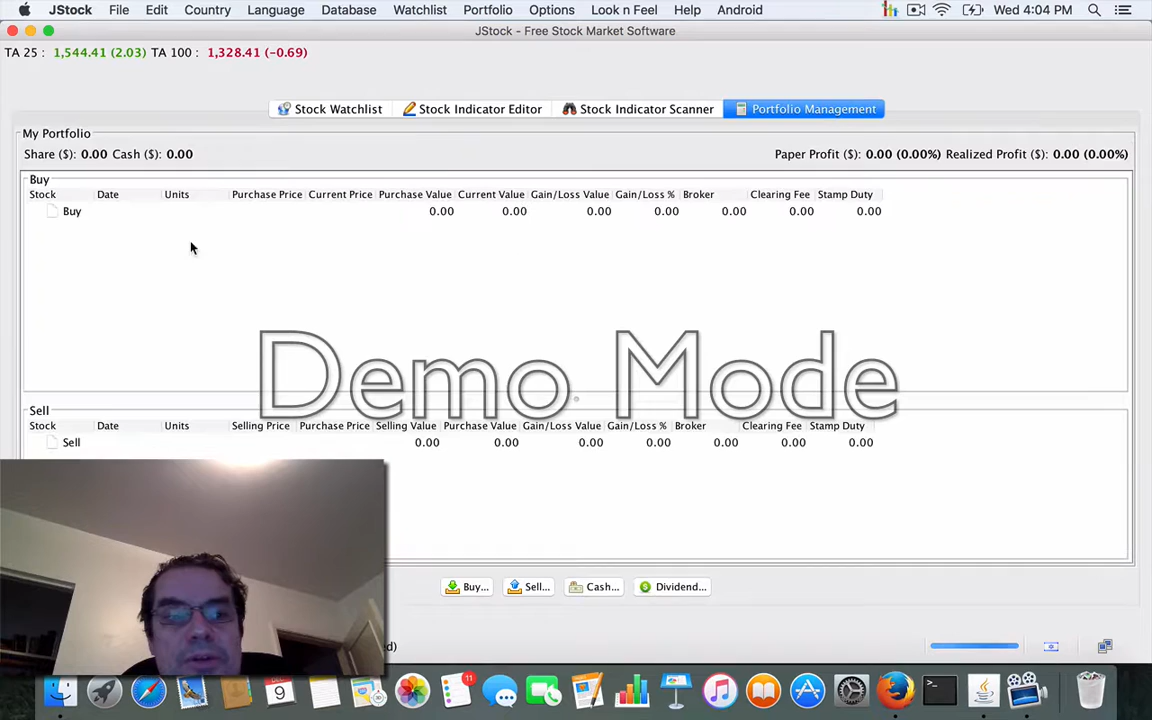 JStock File Edit Country Language Database Watchlist Portfolio Options Look n Feel Help Android Wed 4:04 PM
JStock - Free Stock Market Software
TA 25 : 1,544.41 (2.03) TA 100 : 1,328.41 (-0.69)
Stock Watchlist Stock Indicator Editor Stock Indicator Scanner Portfolio Management
My Portfolio
Share ($): 0.00 Cash ($): 0.00 Paper Profit ($): 0.00 (0.00%) Realized Profit ($): 0.00 (0.00%)
Buy
Stock Date Units Purchase Price Current Price Purchase Value Current Value Gain/Loss Value Gain/Loss % Broker Clearing Fee Stamp Duty
Buy 0.00 0.00 0.00 0.00 0.00 0.00 0.00
Demo Mode
Sell
Stock Date Units Selling Price Purchase Price Selling Value Purchase Value Gain/Loss Value Gain/Loss % Broker Clearing Fee Stamp Duty
Sell 0.00 0.00 0.00 0.00 0.00 0.00 0.00
Buy... Sell... Cash... Dividend...
9
11